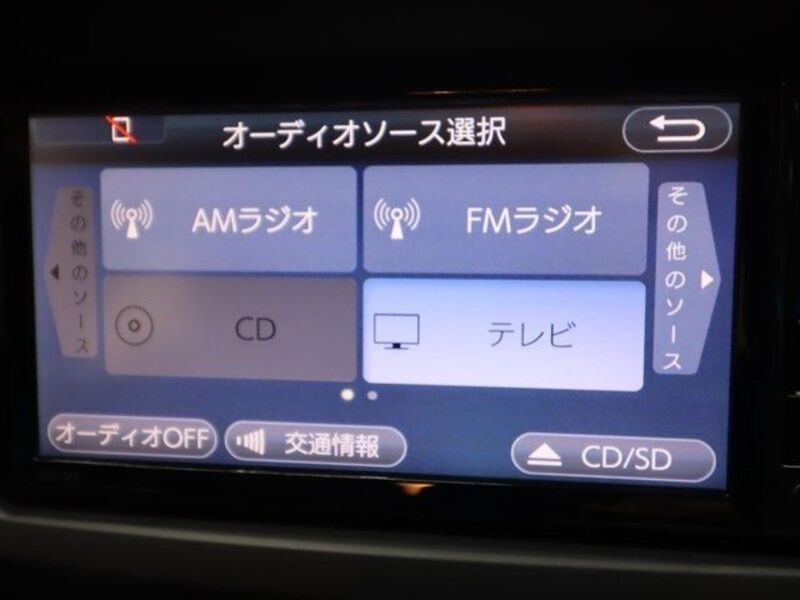 オーディオソース選択
その他のソース
AMラジオ
FMラジオ
その他のソース
CD
テレビ
オーディオOFF
交通情報
CD/SD